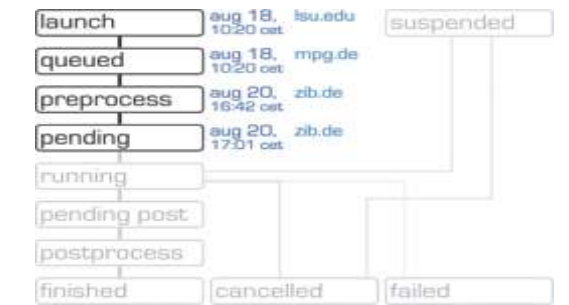 launch aug 18, lsu.edu suspended
10:20 cet
queued aug 18, mpg.de
10:20 cet
preprocess aug 20, zib.de
16:42 cet
pending aug 20, zib.de
17:01 cet
running
pending post
postprocess
finished cancelled failed